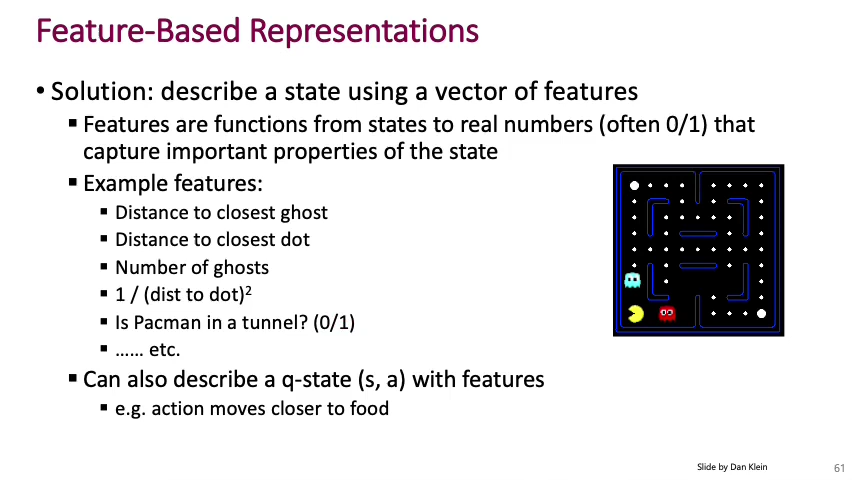 Feature-Based Representations
• Solution: describe a state using a vector of features
▪ Features are functions from states to real numbers (often 0/1) that
capture important properties of the state
▪ Example features:
▪ Distance to closest ghost
▪ Distance to closest dot
▪ Number of ghosts
▪ 1 / (dist to dot)²
▪ Is Pacman in a tunnel? (0/1)
▪ …… etc.
▪ Can also describe a q-state (s, a) with features
▪ e.g. action moves closer to food
Slide by Dan Klein
61